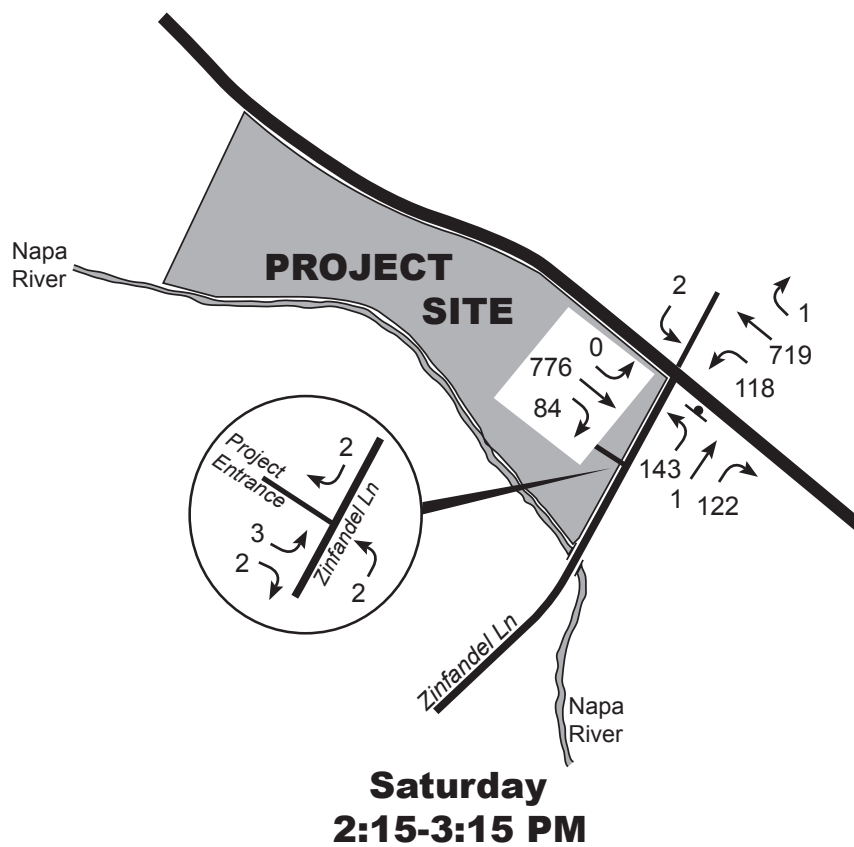 Napa
River
PROJECT
SITE
2
1
719
118
0
776
84
143
1
122
Project
Entrance
2
3
2
Zinfandel Ln
2
Zinfandel Ln
Napa
River
Saturday
2:15-3:15 PM